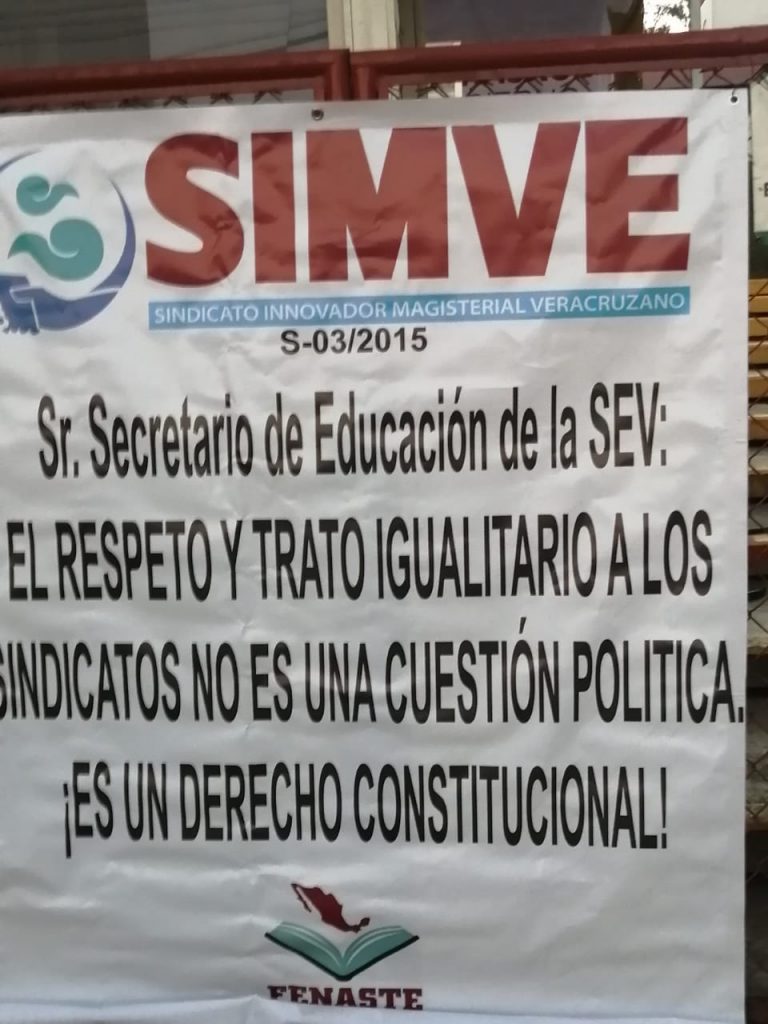 SIMVE
SINDICATO INNOVADOR MAGISTERIAL VERACRUZANO
S-03/2015
Sr. Secretario de Educación de la SEV:
EL RESPETO Y TRATO IGUALITARIO A LOS
SINDICATOS NO ES UNA CUESTIÓN POLITICA.
¡ES UN DERECHO CONSTITUCIONAL!
FENASTE